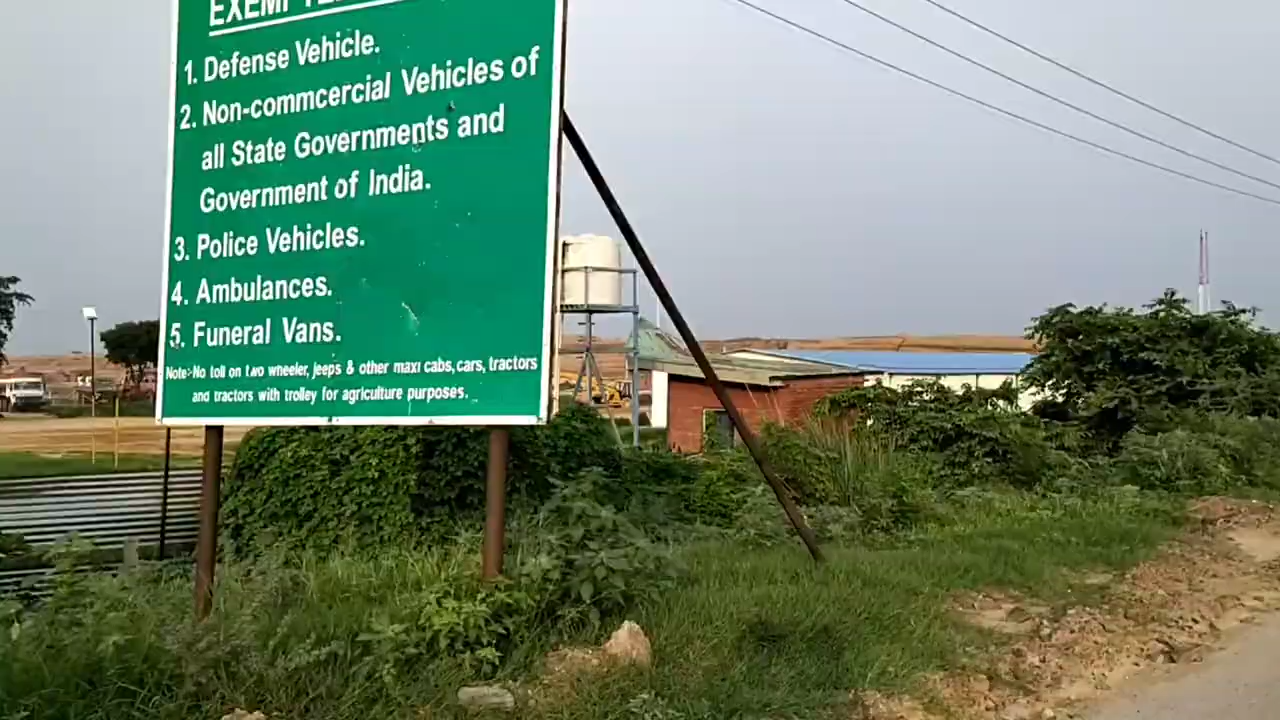 1. Defense Vehicle.
2. Non-commcercial Vehicles of
all State Governments and
Government of India.
3. Police Vehicles.
4. Ambulances.
5. Funeral Vans.
Note:-No toll on two wheeler, jeeps & other maxi cabs,cars, tractors
and tractors with trolley for agriculture purposes.